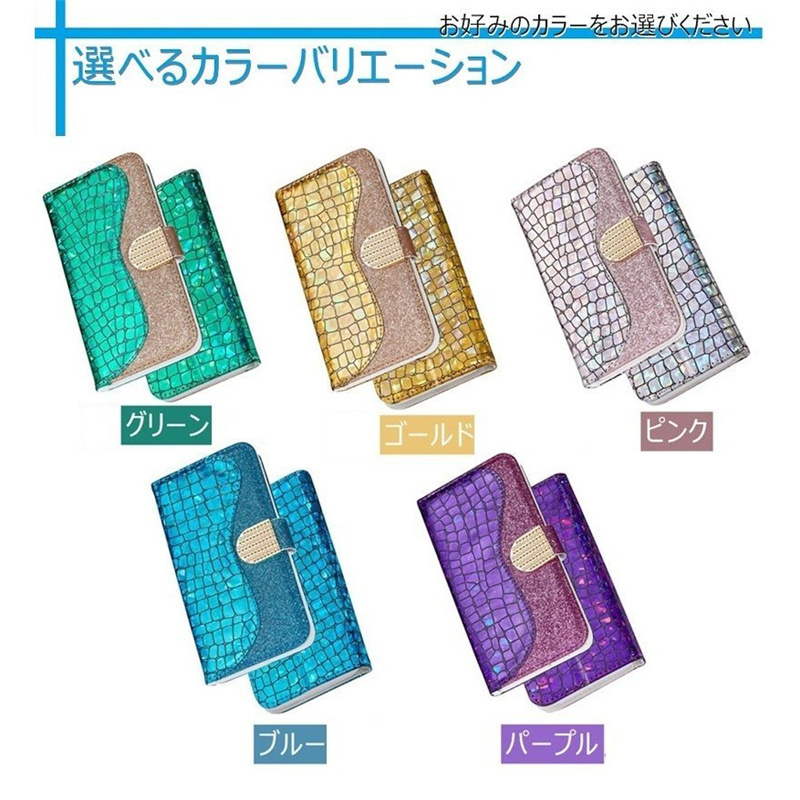 お好みのカラーをお選びください
選べるカラーバリエーション
グリーン
ゴールド
ピンク
ブルー
パープル